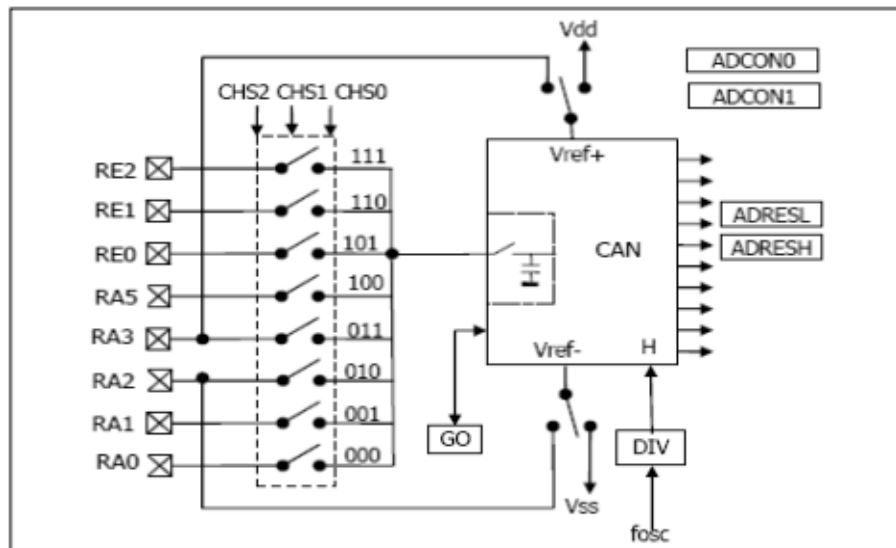 Vdd
ADCON0
CHS2 CHS1 CHS0
ADCON1
RE2 111 Vref+
RE1 110
ADRESL
RE0 101 CAN ADRESH
RA5 100
RA3 011
Vref- H
RA2 010
RA1 001
GO DIV
RA0 000
Vss
fosc